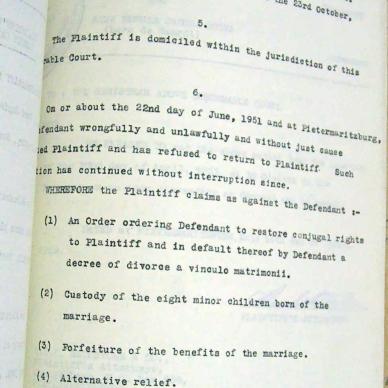 the 23rd October,
5.
The Plaintiff is domiciled within the jurisdiction of this
rable Court.
6.
On or about the 22nd day of June, 1951 and at Pietermaritzburg,
efendant wrongfully and unlawfully and without just cause
ted Plaintiff and has refused to return to Plaintiff. Such
tion has continued without interruption since.
WHEREFORE the Plaintiff claims as against the Defendant :-
(1) An Order ordering Defendant to restore conjugal rights
to Plaintiff and in default thereof by Defendant a
decree of divorce a vinculo matrimonii.
(2) Custody of the eight minor children born of the
marriage.
(3) Forfeiture of the benefits of the marriage.
(4) Alternative relief.